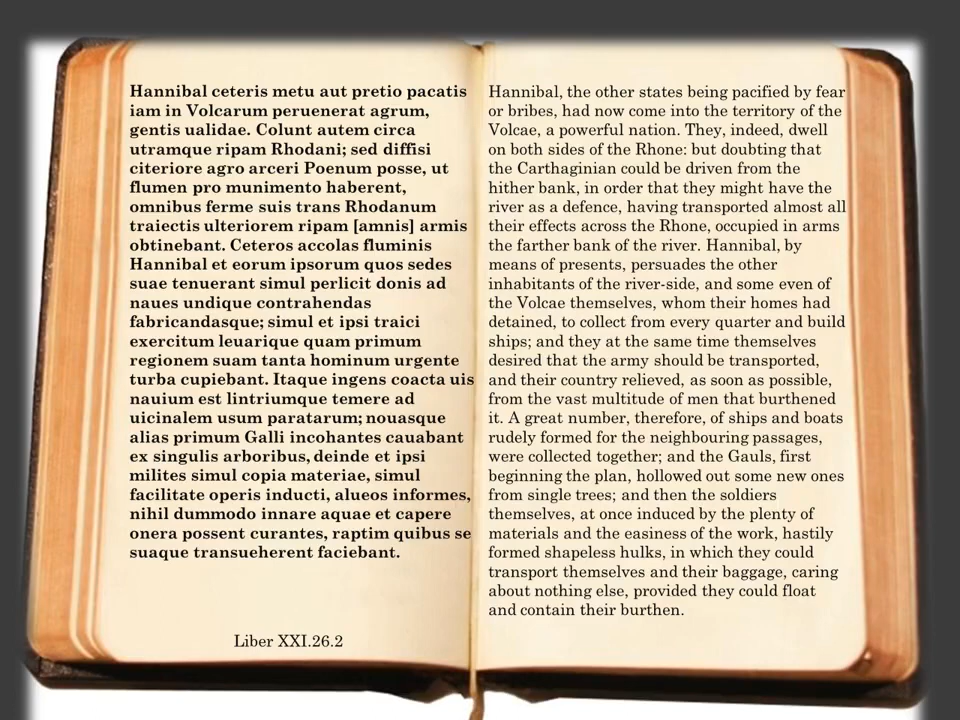 Hannibal ceteris metu aut pretio pacatis
iam in Volcarum peruenerat agrum,
gentis ualidae. Colunt autem circa
utramque ripam Rhodani; sed diffisi
citeriore agro arceri Poenum posse, ut
flumen pro munimento haberent,
omnibus ferme suis trans Rhodanum
traiectis ulteriorem ripam [amnis] armis
obtinebant. Ceteros accolas fluminis
Hannibal et eorum ipsorum quos sedes
suae tenuerant simul perlicit donis ad
naues undique contrahendas
fabricandasque; simul et ipsi traici
exercitum leuarique quam primum
regionem suam tanta hominum urgente
turba cupiebant. Itaque ingens coacta uis
nauium est lintriumque temere ad
uicinalem usum paratarum; nouasque
alias primum Galli incohantes cauabant
ex singulis arboribus, deinde et ipsi
milites simul copia materiae, simul
facilitate operis inducti, alueos informes,
nihil dummodo innare aquae et capere
onera possent curantes, raptim quibus se
suaque transueherent faciebant.
Liber XXI.26.2
Hannibal, the other states being pacified by fear
or bribes, had now come into the territory of the
Volcae, a powerful nation. They, indeed, dwell
on both sides of the Rhone: but doubting that
the Carthaginian could be driven from the
hither bank, in order that they might have the
river as a defence, having transported almost all
their effects across the Rhone, occupied in arms
the farther bank of the river. Hannibal, by
means of presents, persuades the other
inhabitants of the river-side, and some even of
the Volcae themselves, whom their homes had
detained, to collect from every quarter and build
ships; and they at the same time themselves
desired that the army should be transported,
and their country relieved, as soon as possible,
from the vast multitude of men that burthened
it. A great number, therefore, of ships and boats
rudely formed for the neighbouring passages,
were collected together; and the Gauls, first
beginning the plan, hollowed out some new ones
from single trees; and then the soldiers
themselves, at once induced by the plenty of
materials and the easiness of the work, hastily
formed shapeless hulks, in which they could
transport themselves and their baggage, caring
about nothing else, provided they could float
and contain their burthen.